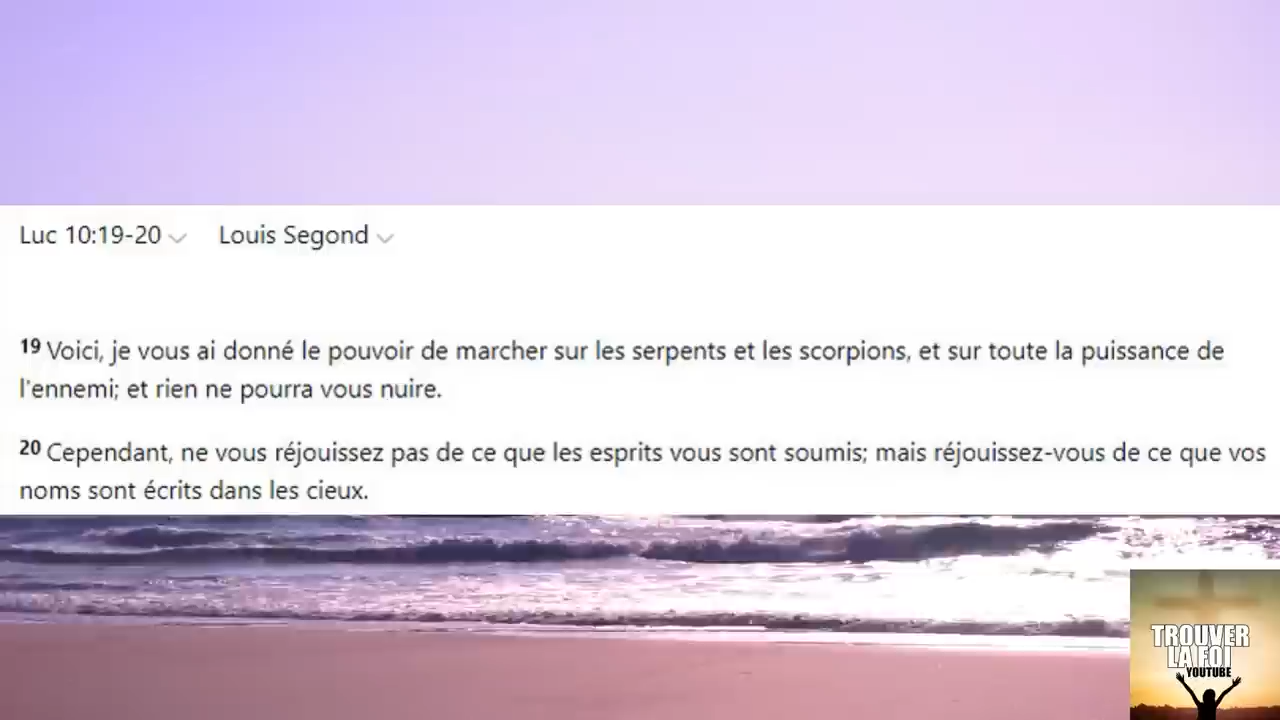 Luc 10:19-20 Louis Segond
19 Voici, je vous ai donné le pouvoir de marcher sur les serpents et les scorpions, et sur toute la puissance de
l'ennemi; et rien ne pourra vous nuire.
20 Cependant, ne vous réjouissez pas de ce que les esprits vous sont soumis; mais réjouissez-vous de ce que vos
noms sont écrits dans les cieux.
TROUVER
LA FOI
YOUTUBE